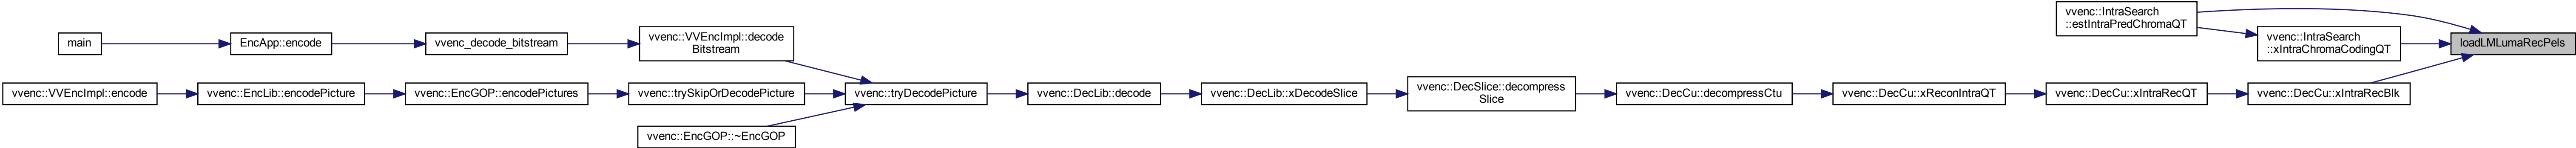 vvenc::IntraSearch
::estIntraPredChromaQT
main
EncApp::encode
vvenc_decode_bitstream
vvenc::VVEncImpl::decode
Bitstream
vvenc::IntraSearch
::xIntraChromaCodingQT
loadLMLumaRecPels
vvenc::VVEncImpl::encode
vvenc::EncLib::encodePicture
vvenc::EncGOP::encodePictures
vvenc::trySkipOrDecodePicture
vvenc::tryDecodePicture
vvenc::DecLib::decode
vvenc::DecLib::xDecodeSlice
vvenc::DecSlice::decompress
Slice
vvenc::DecCu::decompressCtu
vvenc::DecCu::xReconIntraQT
vvenc::DecCu::xIntraRecQT
vvenc::DecCu::xIntraRecBlk
vvenc::EncGOP::~EncGOP